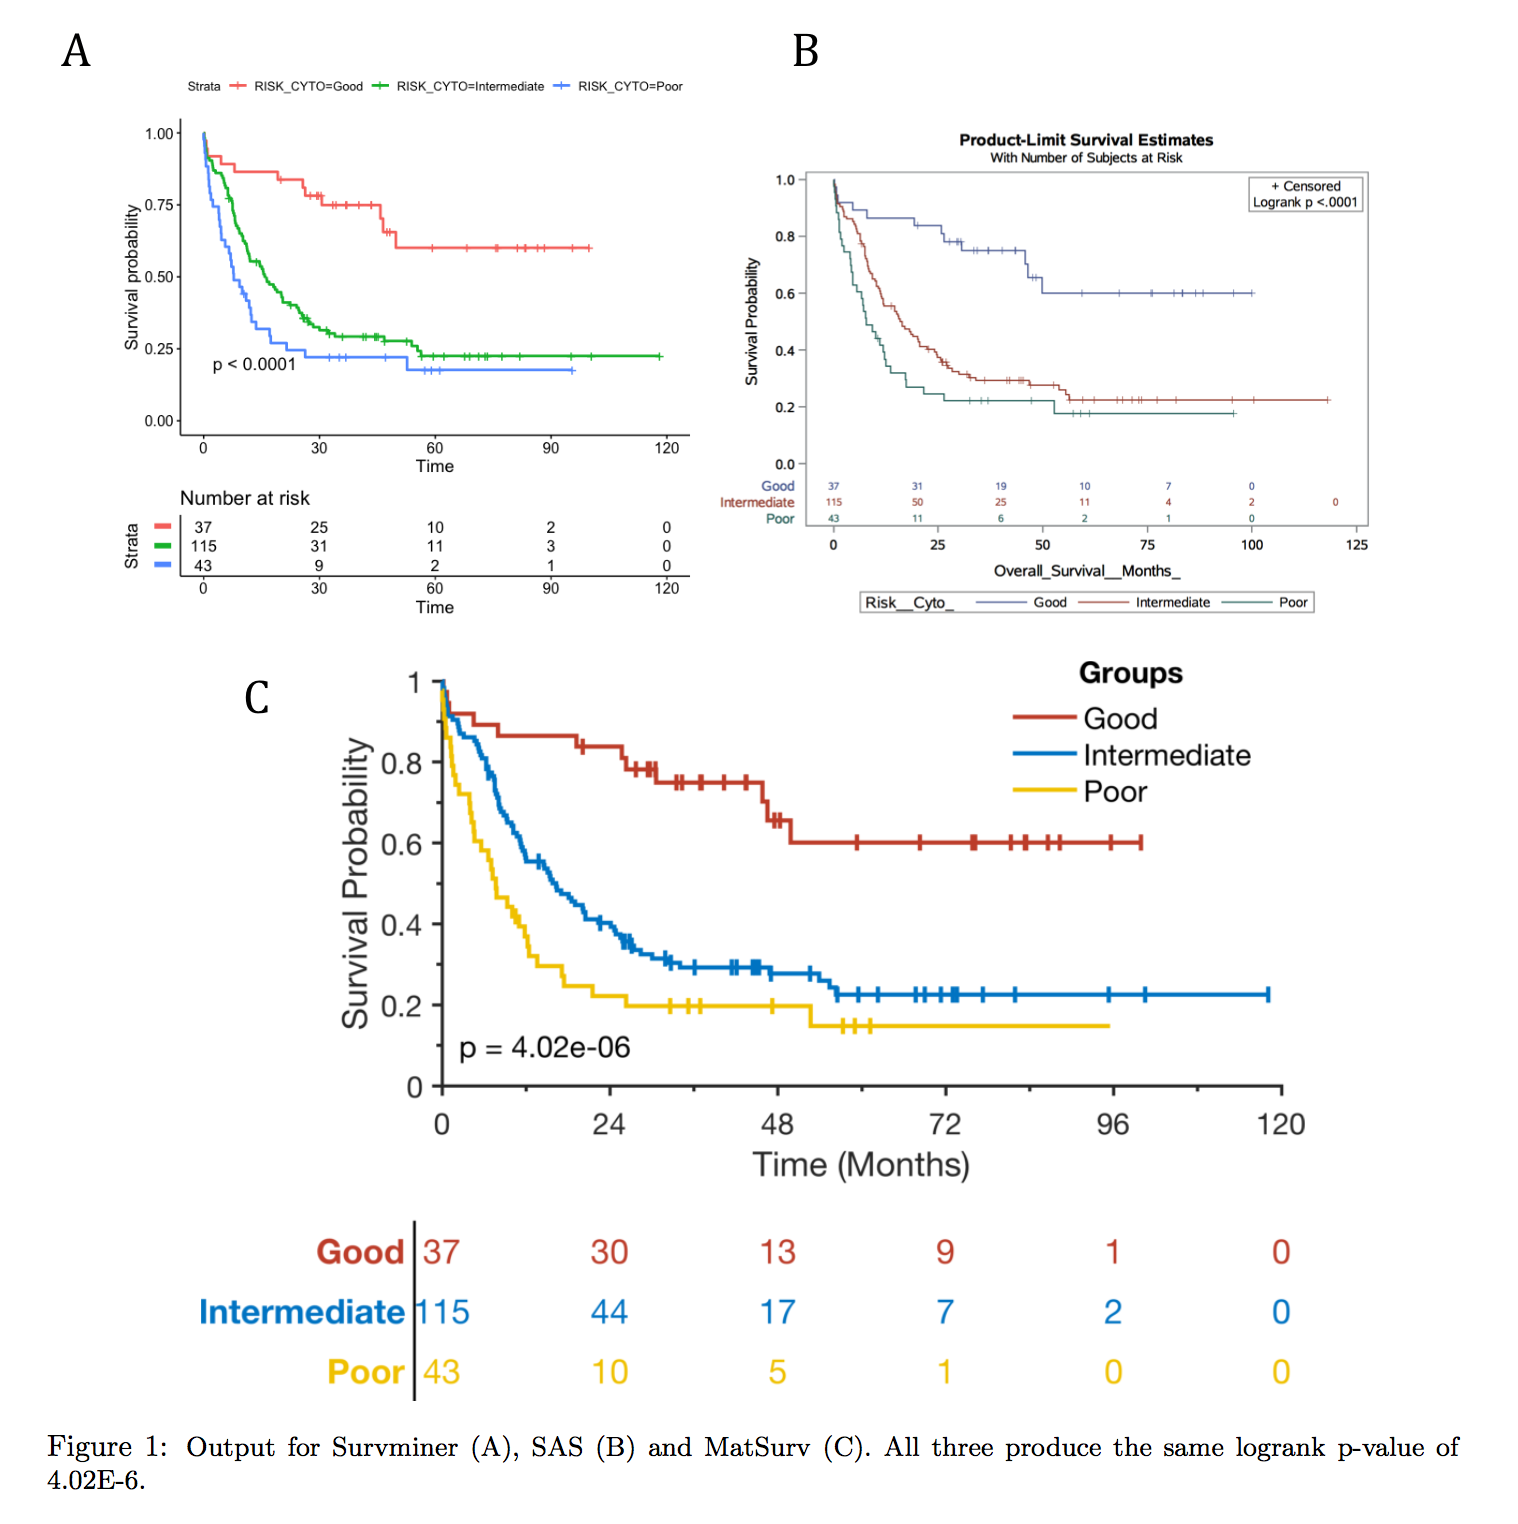 A
Strata RISK_CYTO=Good RISK_CYTO=Intermediate RISK_CYTO=Poor
Survival probability
1.00
0.75
0.50
0.25
0.00
p < 0.0001
0 30 60 90 120
Time
Number at risk
Strata
37 25 10 2 0
115 31 11 3 0
43 9 2 1 0
0 30 60 90 120
Time
B
Product-Limit Survival Estimates
With Number of Subjects at Risk
+ Censored
Logrank p <.0001
Survival Probability
1.0
0.8
0.6
0.4
0.2
0.0
Good 37 31 19 10 7 0
Intermediate 115 50 25 11 4 2 0
Poor 43 11 6 2 1 0
0 25 50 75 100 125
Overall_Survival__Months_
Risk__Cyto_ Good Intermediate Poor
C
Groups
Good
Intermediate
Poor
Survival Probability
1
0.8
0.6
0.4
0.2
0
p = 4.02e-06
0 24 48 72 96 120
Time (Months)
Good 37 30 13 9 1 0
Intermediate 115 44 17 7 2 0
Poor 43 10 5 1 0 0
Figure 1: Output for Survminer (A), SAS (B) and MatSurv (C). All three produce the same logrank p-value of
4.02E-6.